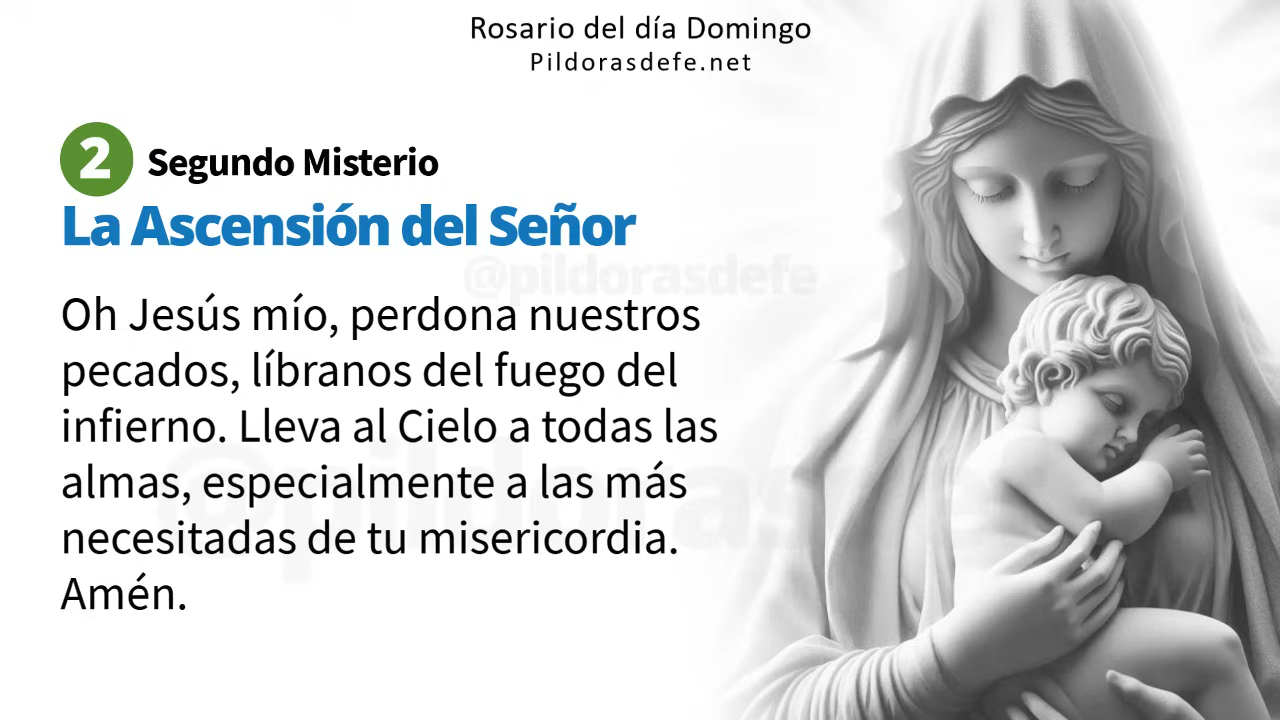 Rosario del día Domingo
Pildorasdefe.net
2 Segundo Misterio
La Ascensión del Señor
@pildorasdefe
Oh Jesús mío, perdona nuestros
pecados, líbranos del fuego del
infierno. Lleva al Cielo a todas las
almas, especialmente a las más
necesitadas de tu misericordia.
Amén.